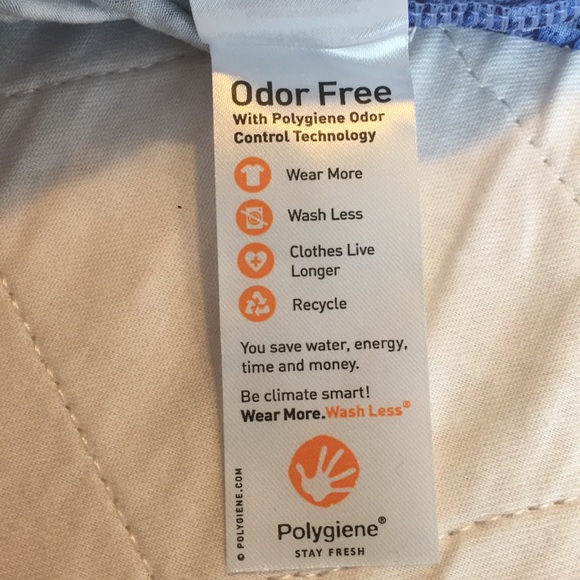 Odor Free
With Polygiene Odor
Control Technology
Wear More
Wash Less
Clothes Live
Longer
Recycle
You save water, energy,
time and money.
Be climate smart!
Wear More.Wash Less®
© POLYGIENE.COM
Polygiene®
STAY FRESH